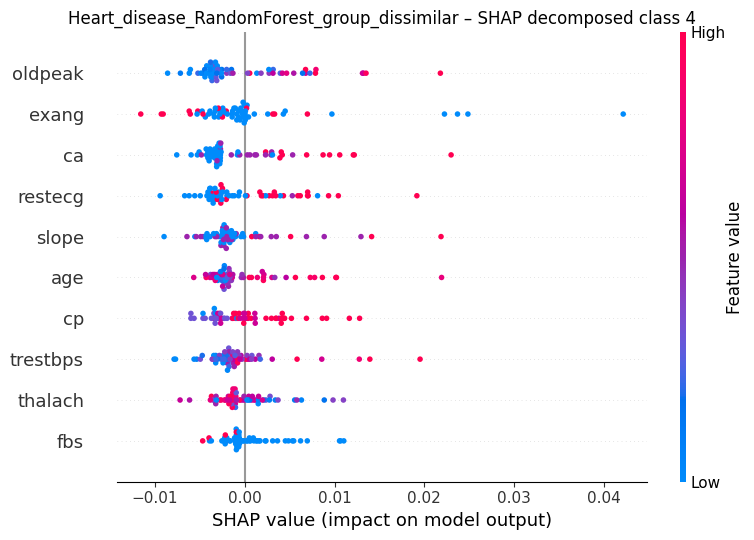 Heart_disease_RandomForest_group_dissimilar – SHAP decomposed class 4
High
oldpeak
exang
ca
restecg
slope
age
cp
trestbps
thalach
fbs
Feature value
Low
−0.01 0.00 0.01 0.02 0.03 0.04
SHAP value (impact on model output)